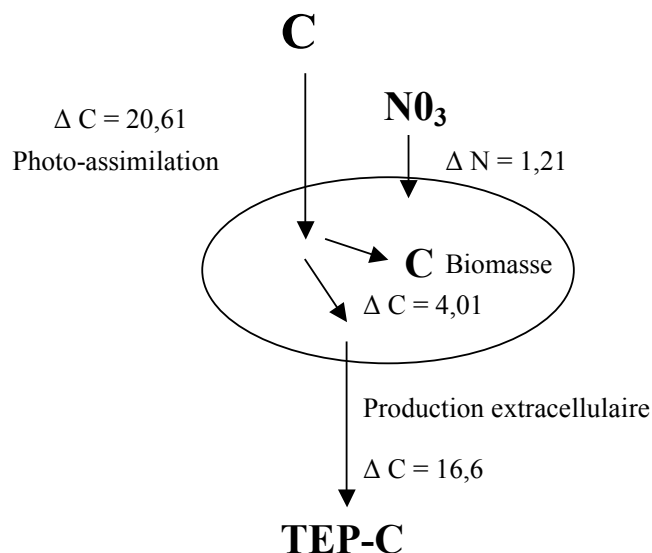 C
N0₃
Δ C = 20,61
Photo-assimilation
Δ N = 1,21
C Biomasse
Δ C = 4,01
Production extracellulaire
Δ C = 16,6
TEP-C